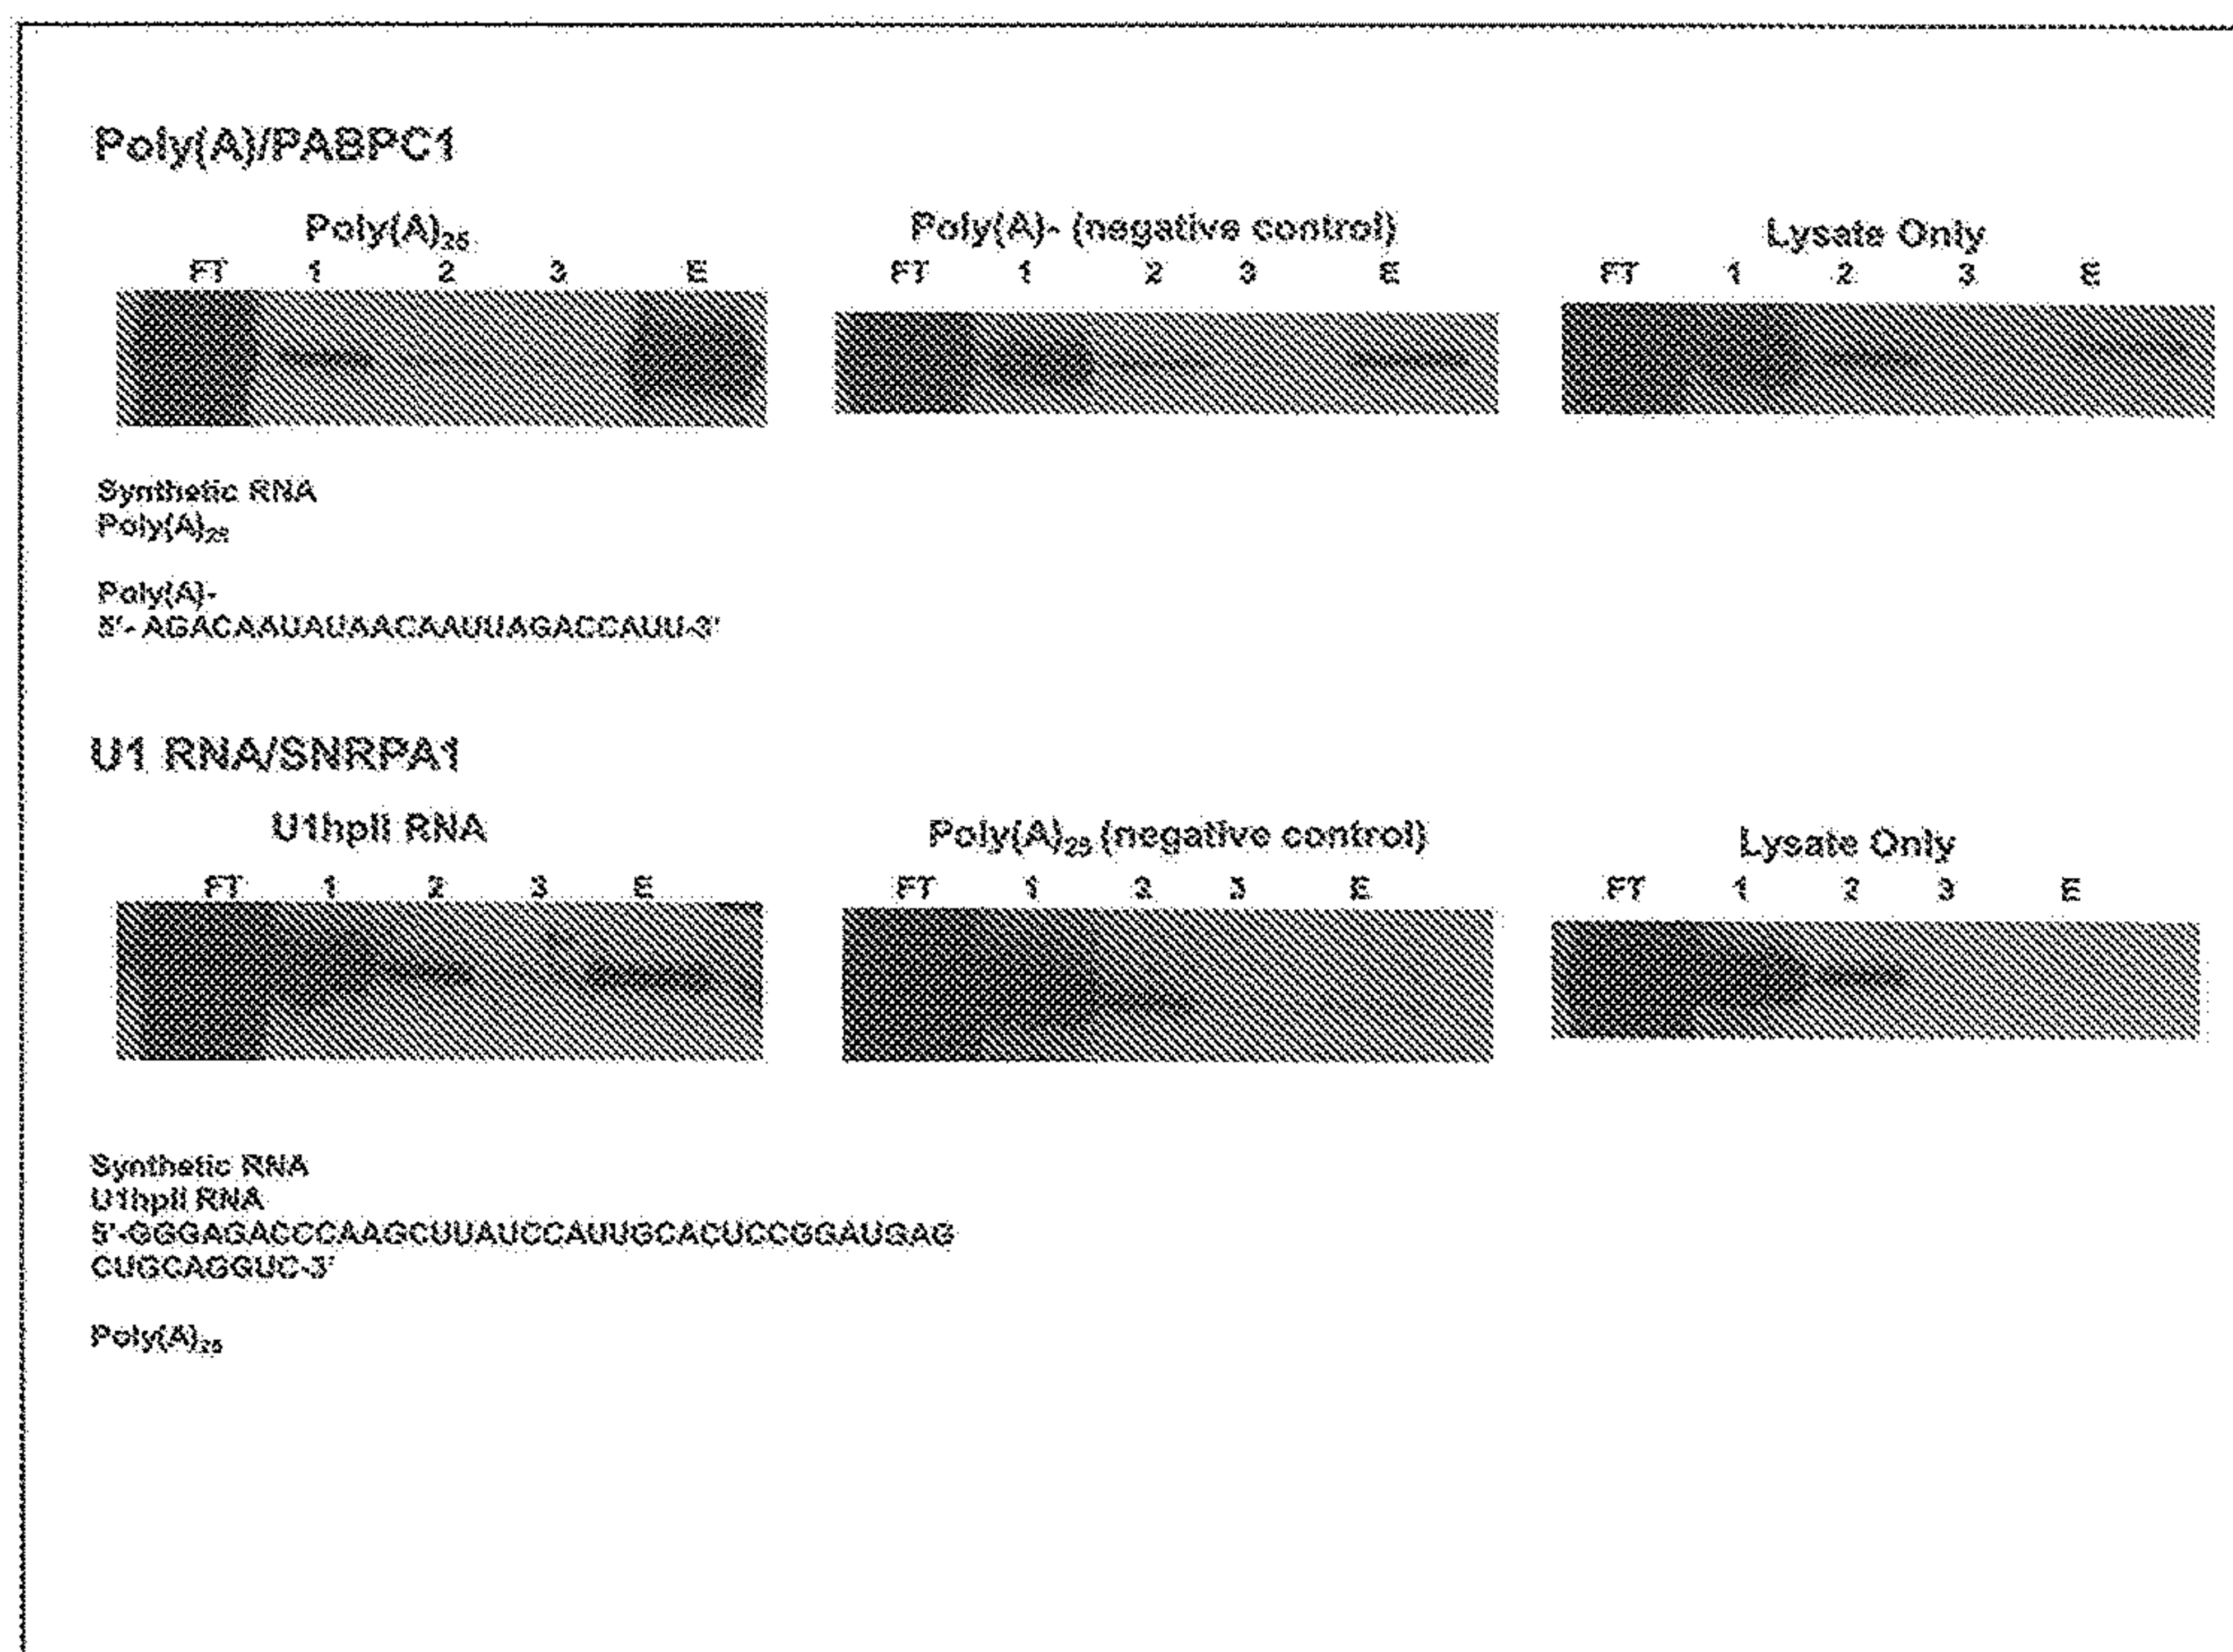 Poly(A)/PABPC1
Poly(A)25 Poly(A)- (negative control) Lysate Only
FT 1 2 3 E FT 1 2 3 E FT 1 2 3 E
Synthetic RNA
Poly(A)25
Poly(A)-
5'- AGACAAUAUAACAAUUAGACCAUU-3'
U1 RNA/SNRPA1
U1hpII RNA Poly(A)25 (negative control) Lysate Only
FT 1 2 3 E FT 1 2 3 E FT 1 2 3 E
Synthetic RNA
U1hpII RNA
5'-GGGAGACCCAAGCUUAUCCAUUGCACUCCGGAUGAG
CUGCAGGUC-3'
Poly(A)25